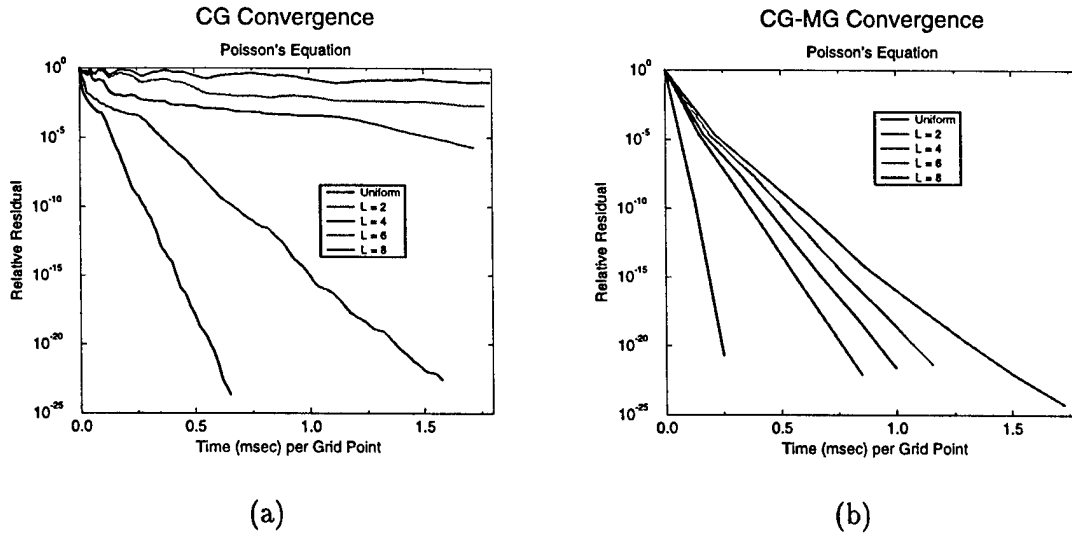 CG Convergence
Poisson's Equation
Relative Residual
10^0
10^-5
10^-10
10^-15
10^-20
10^-25
Uniform
L = 2
L = 4
L = 6
L = 8
0.0
0.5
1.0
1.5
Time (msec) per Grid Point
(a)
CG-MG Convergence
Poisson's Equation
Relative Residual
10^0
10^-5
10^-10
10^-15
10^-20
10^-25
Uniform
L = 2
L = 4
L = 6
L = 8
0.0
0.5
1.0
1.5
Time (msec) per Grid Point
(b)